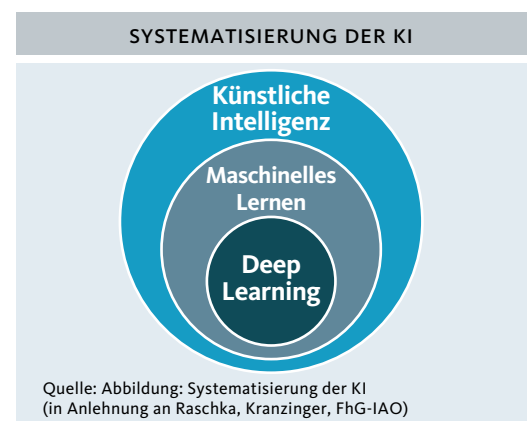 SYSTEMATISIERUNG DER KI
Künstliche
Intelligenz
Maschinelles
Lernen
Deep
Learning
Quelle: Abbildung: Systematisierung der KI
(in Anlehnung an Raschka, Kranzinger, FhG-IAO)